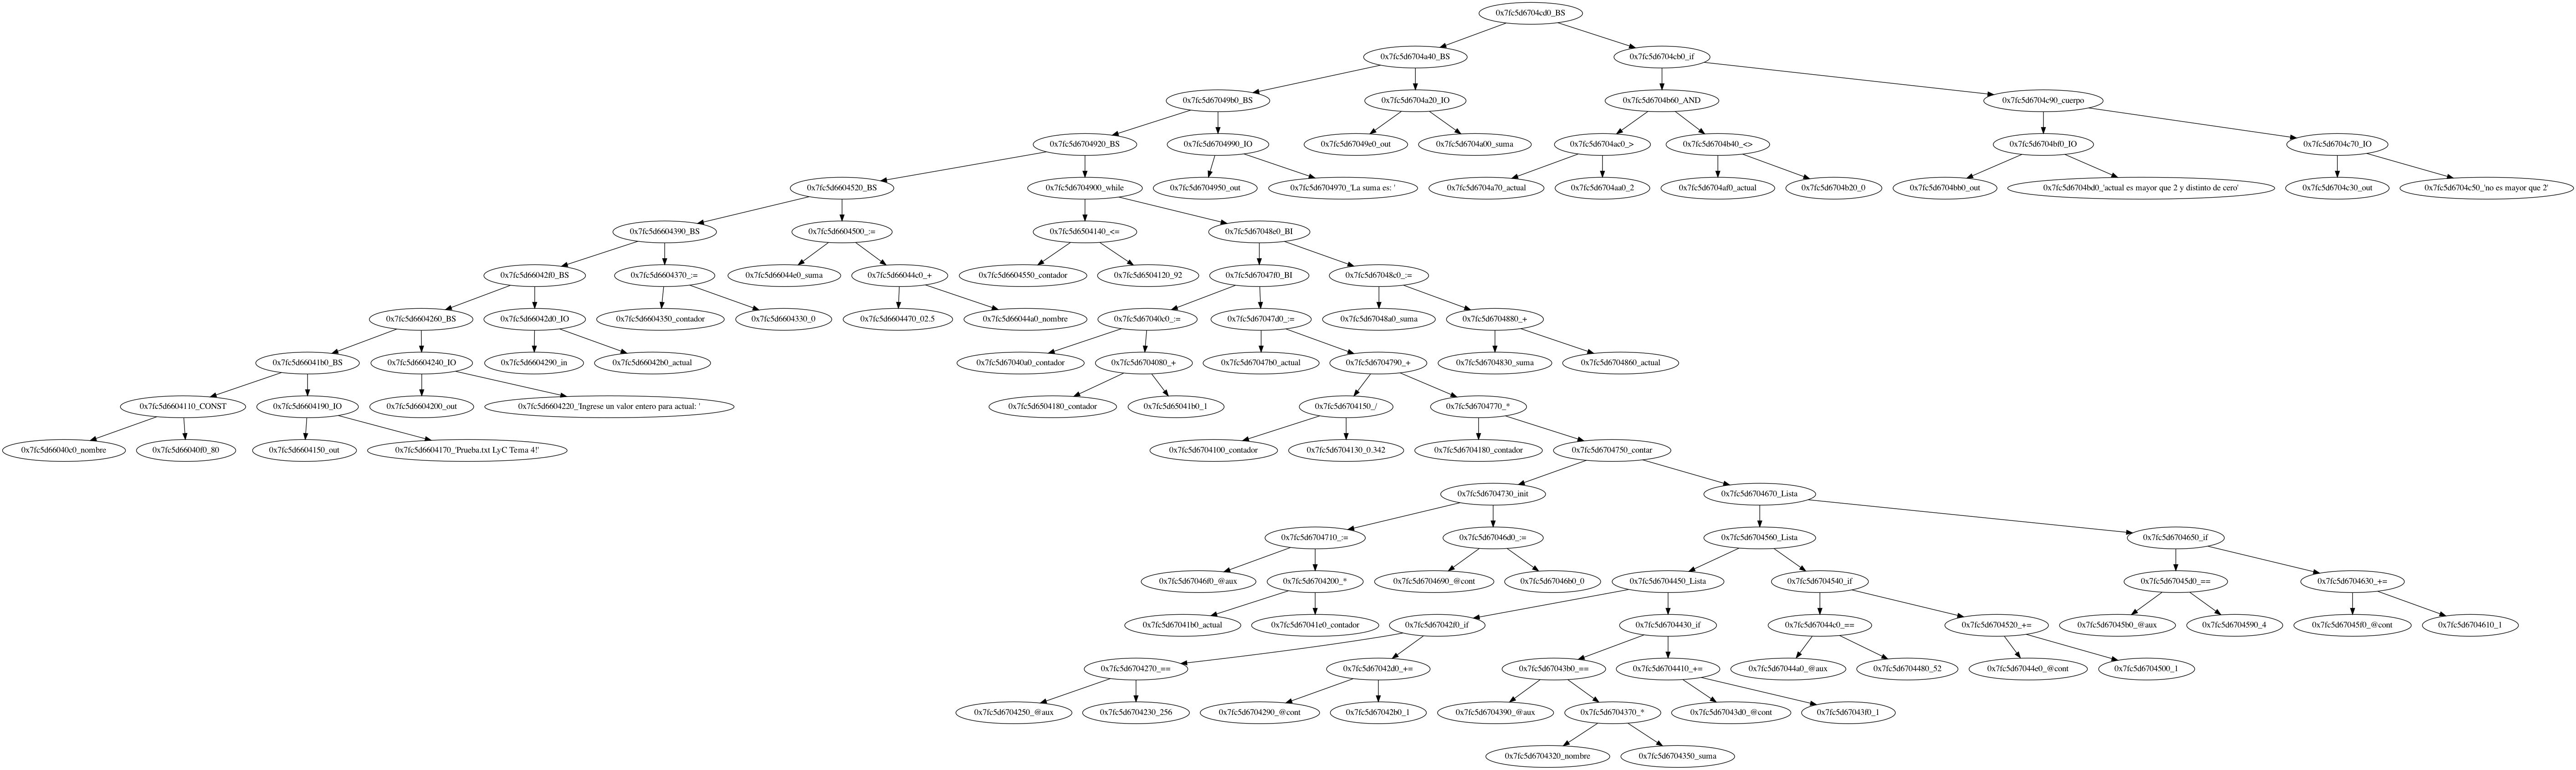 0x7fc5d6704cd0_BS
0x7fc5d6704a40_BS 0x7fc5d6704cb0_if
0x7fc5d67049b0_BS 0x7fc5d6704a20_IO 0x7fc5d6704b60_AND 0x7fc5d6704c90_cuerpo
0x7fc5d6704920_BS 0x7fc5d6704990_IO 0x7fc5d67049e0_out 0x7fc5d6704a00_suma 0x7fc5d6704ac0_> 0x7fc5d6704b40_<> 0x7fc5d6704bf0_IO 0x7fc5d6704c70_IO
0x7fc5d6604520_BS 0x7fc5d6704900_while 0x7fc5d6704950_out 0x7fc5d6704970_'La suma es: ' 0x7fc5d6704a70_actual 0x7fc5d6704aa0_2 0x7fc5d6704af0_actual 0x7fc5d6704b20_0 0x7fc5d6704bb0_out 0x7fc5d6704bd0_'actual es mayor que 2 y distinto de cero' 0x7fc5d6704c30_out 0x7fc5d6704c50_'no es mayor que 2'
0x7fc5d6604390_BS 0x7fc5d6604500_:= 0x7fc5d6504140_<= 0x7fc5d67048e0_BI
0x7fc5d66042f0_BS 0x7fc5d6604370_:= 0x7fc5d66044e0_suma 0x7fc5d66044c0_+ 0x7fc5d6604550_contador 0x7fc5d6504120_92 0x7fc5d67047f0_BI 0x7fc5d67048c0_:=
0x7fc5d6604260_BS 0x7fc5d66042d0_IO 0x7fc5d6604350_contador 0x7fc5d6604330_0 0x7fc5d6604470_02.5 0x7fc5d66044a0_nombre 0x7fc5d67040c0_:= 0x7fc5d67047d0_:= 0x7fc5d67048a0_suma 0x7fc5d6704880_+
0x7fc5d66041b0_BS 0x7fc5d6604240_IO 0x7fc5d6604290_in 0x7fc5d66042b0_actual 0x7fc5d67040a0_contador 0x7fc5d6704080_+ 0x7fc5d67047b0_actual 0x7fc5d6704790_+ 0x7fc5d6704830_suma 0x7fc5d6704860_actual
0x7fc5d6604110_CONST 0x7fc5d6604190_IO 0x7fc5d6604200_out 0x7fc5d6604220_'Ingrese un valor entero para actual: ' 0x7fc5d6504180_contador 0x7fc5d65041b0_1 0x7fc5d6704150_/ 0x7fc5d6704770_*
0x7fc5d66040c0_nombre 0x7fc5d66040f0_80 0x7fc5d6604150_out 0x7fc5d6604170_'Prueba.txt LyC Tema 4!' 0x7fc5d6704100_contador 0x7fc5d6704130_0.342 0x7fc5d6704180_contador 0x7fc5d6704750_contar
0x7fc5d6704730_init 0x7fc5d6704670_Lista
0x7fc5d6704710_:= 0x7fc5d67046d0_:= 0x7fc5d6704560_Lista 0x7fc5d6704650_if
0x7fc5d67046f0_@aux 0x7fc5d6704200_* 0x7fc5d6704690_@cont 0x7fc5d67046b0_0 0x7fc5d6704450_Lista 0x7fc5d6704540_if 0x7fc5d67045d0_== 0x7fc5d6704630_+=
0x7fc5d67041b0_actual 0x7fc5d67041e0_contador 0x7fc5d67042f0_if 0x7fc5d6704430_if 0x7fc5d67044c0_== 0x7fc5d6704520_+= 0x7fc5d67045b0_@aux 0x7fc5d6704590_4 0x7fc5d67045f0_@cont 0x7fc5d6704610_1
0x7fc5d6704270_== 0x7fc5d67042d0_+= 0x7fc5d67043b0_== 0x7fc5d6704410_+= 0x7fc5d67044a0_@aux 0x7fc5d6704480_52 0x7fc5d67044e0_@cont 0x7fc5d6704500_1
0x7fc5d6704250_@aux 0x7fc5d6704230_256 0x7fc5d6704290_@cont 0x7fc5d67042b0_1 0x7fc5d6704390_@aux 0x7fc5d6704370_* 0x7fc5d67043d0_@cont 0x7fc5d67043f0_1
0x7fc5d6704320_nombre 0x7fc5d6704350_suma